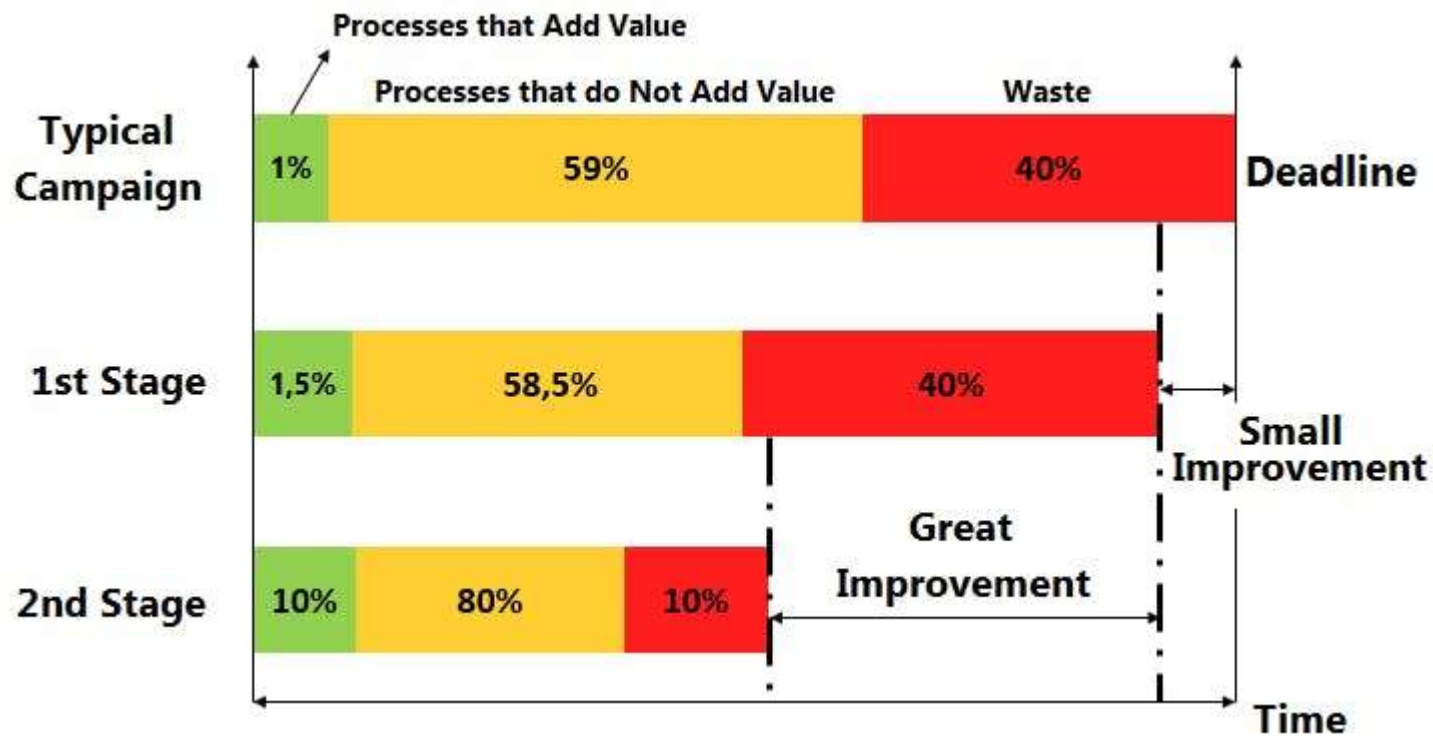 Processes that Add Value
Processes that do Not Add Value
Waste
Typical
Campaign
1%
59%
40%
Deadline
1st Stage
1,5%
58,5%
40%
Small
Improvement
Great
Improvement
2nd Stage
10%
80%
10%
Time